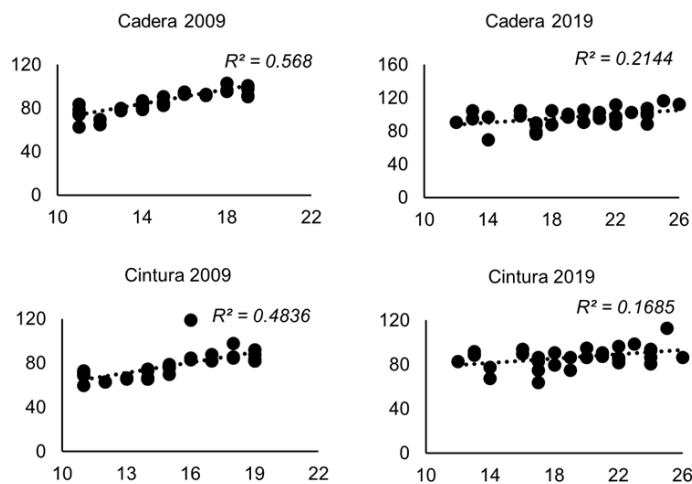 Cadera 2009
R² = 0.568
120
80
40
0
10 14 18 22
Cadera 2019
R² = 0.2144
160
120
80
40
0
10 14 18 22 26
Cintura 2009
R² = 0.4836
120
80
40
0
10 13 16 19 22
Cintura 2019
R² = 0.1685
120
80
40
0
10 14 18 22 26